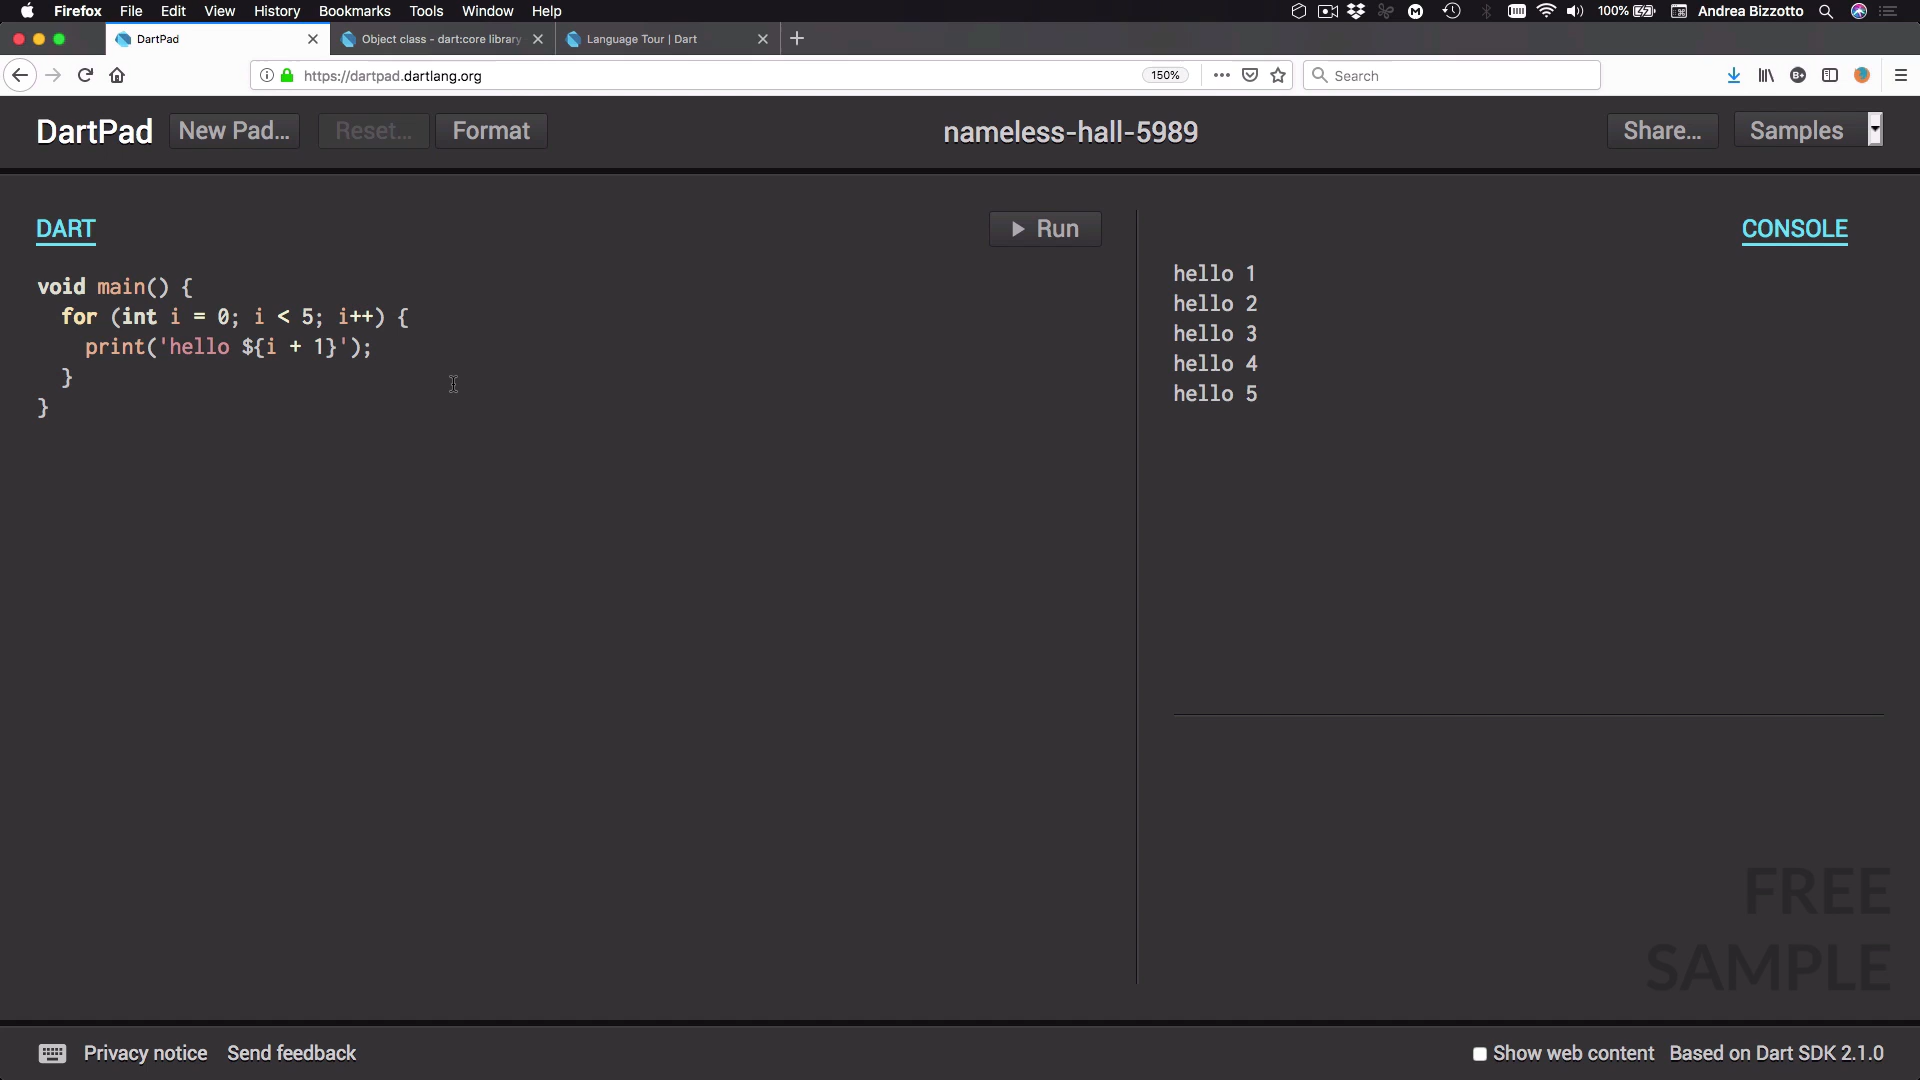 Firefox File Edit View History Bookmarks Tools Window Help 100% Andrea Bizzotto
DartPad Object class - dart:core library Language Tour | Dart
https://dartpad.dartlang.org 150% Search
DartPad New Pad... Reset... Format nameless-hall-5989 Share... Samples
DART Run CONSOLE
void main() {
  for (int i = 0; i < 5; i++) {
    print('hello ${i + 1}');
  }
}
hello 1
hello 2
hello 3
hello 4
hello 5
FREE
SAMPLE
Privacy notice Send feedback Show web content Based on Dart SDK 2.1.0